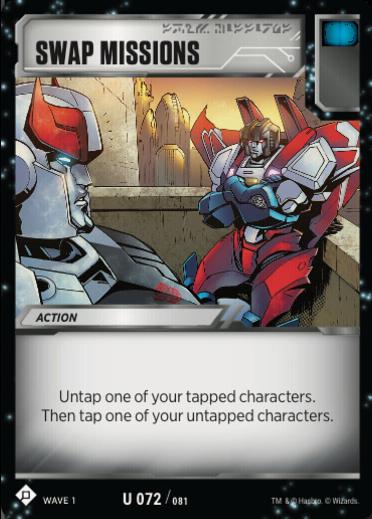 SWAP MISSIONS
ACTION
Untap one of your tapped characters.
Then tap one of your untapped characters.
WAVE 1
U 072 / 081
TM & © Hasbro. © Wizards.